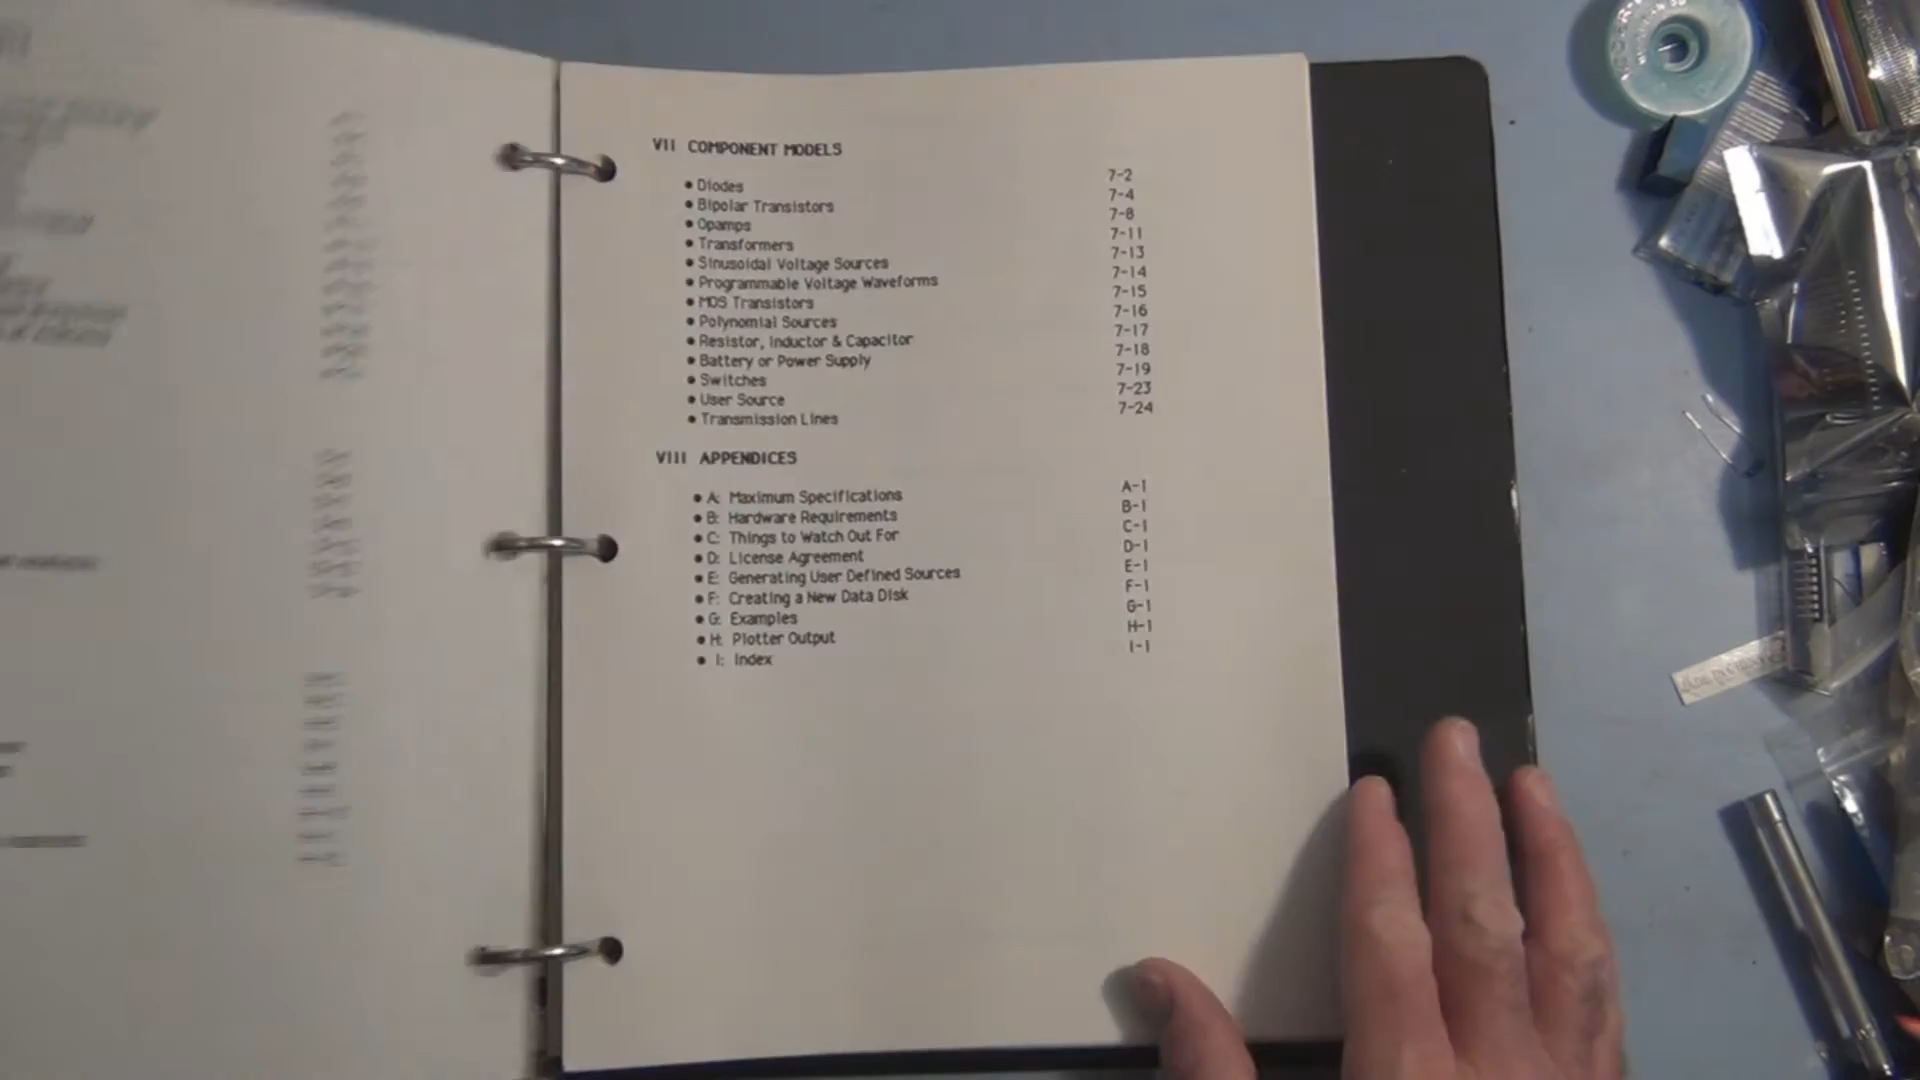 VII COMPONENT MODELS
• Diodes 7-2
• Bipolar Transistors 7-4
• Opamps 7-8
• Transformers 7-11
• Sinusoidal Voltage Sources 7-13
• Programmable Voltage Waveforms 7-14
• MOS Transistors 7-15
• Polynomial Sources 7-16
• Resistor, Inductor & Capacitor 7-17
• Battery or Power Supply 7-18
• Switches 7-19
• User Source 7-23
• Transmission Lines 7-24
VIII APPENDICES
• A: Maximum Specifications A-1
• B: Hardware Requirements B-1
• C: Things to Watch Out For C-1
• D: License Agreement D-1
• E: Generating User Defined Sources E-1
• F: Creating a New Data Disk F-1
• G: Examples G-1
• H: Plotter Output H-1
• I: Index I-1